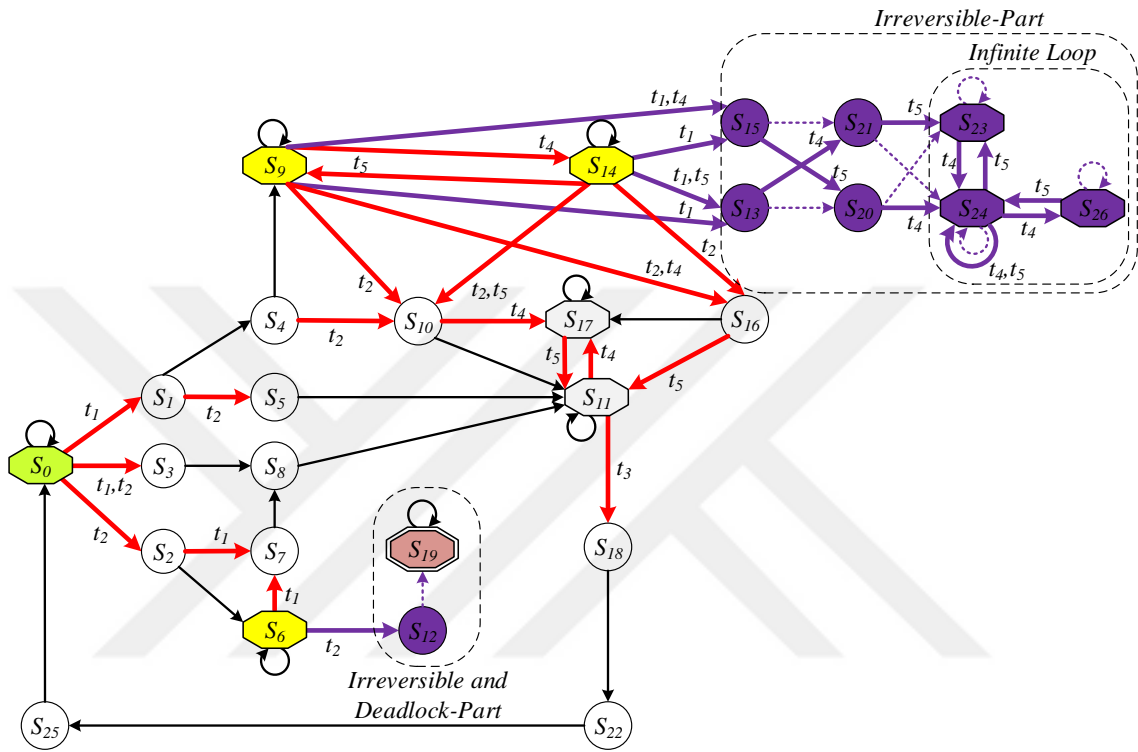 Irreversible-Part
Infinite Loop
t1,t4
S15
S21
t5
S23
t4
t1
t4
S9
t5
S14
t4
t5
t1,t5
t5
t5
t1
S13
S20
t4
S24
t4
S26
t2
t4,t5
t2,t4
t2
t2,t5
S4
t2
S10
t4
S17
S16
t5
t4
S1
t2
S5
S11
t5
t1
S0
t1,t2
S3
S8
t3
t2
S2
t1
S7
S19
S18
t1
S6
t2
S12
Irreversible and
Deadlock-Part
S25
S22